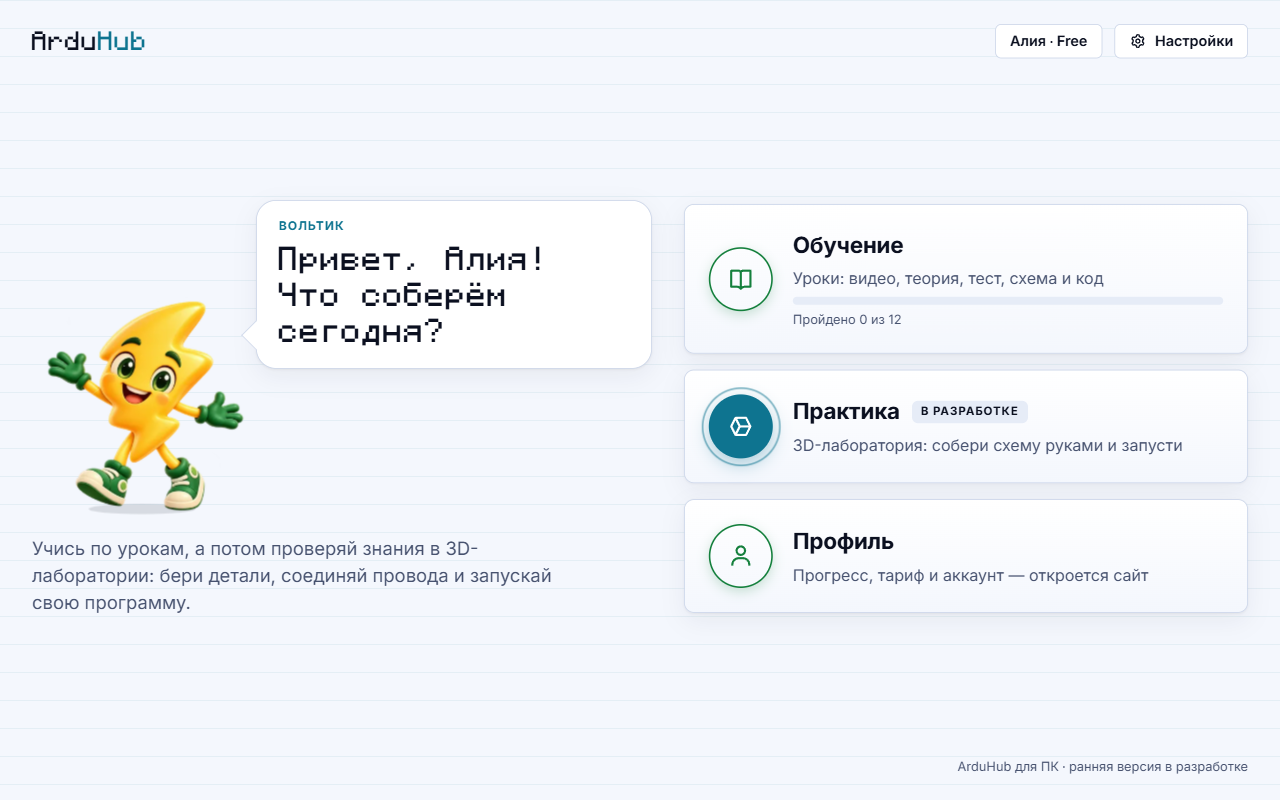 ArduHub
Алия · Free
Настройки
ВОЛЬТИК
Привет, Алия!
Что соберём
сегодня?
Учись по урокам, а потом проверяй знания в 3D-
лаборатории: бери детали, соединяй провода и запускай
свою программу.
Обучение
Уроки: видео, теория, тест, схема и код
Пройдено 0 из 12
Практика В РАЗРАБОТКЕ
3D-лаборатория: собери схему руками и запусти
Профиль
Прогресс, тариф и аккаунт — откроется сайт
ArduHub для ПК · ранняя версия в разработке